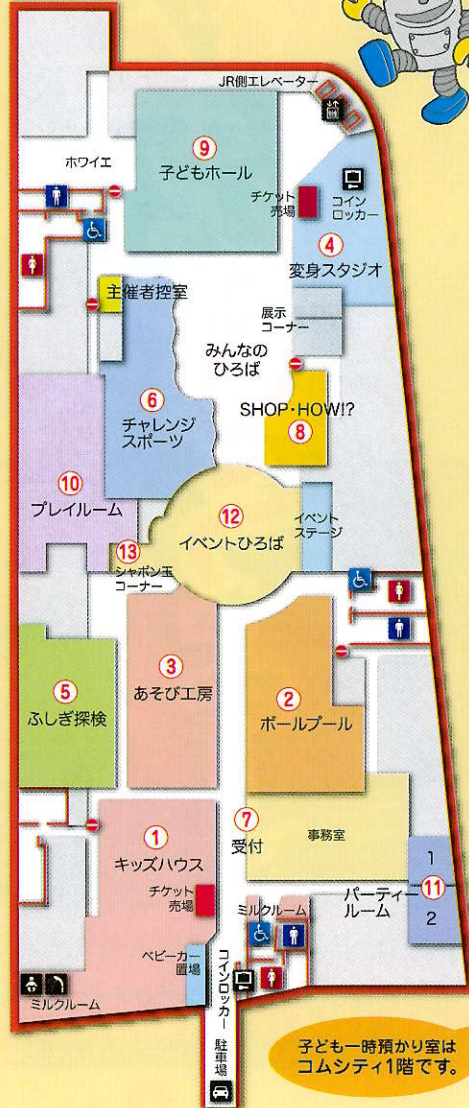 JR側エレベーター
ホワイエ
⑨
子どもホール
チケット
売場
コイン
ロッカー
④
変身スタジオ
主催者控室
展示
コーナー
みんなの
ひろば
SHOP・HOW!?
⑧
⑥
チャレンジ
スポーツ
⑩
プレイルーム
⑫
イベントひろば
イベント
ステージ
⑬
シャボン玉
コーナー
③
あそび工房
②
ボールプール
⑤
ふしぎ探検
①
キッズハウス
⑦
受付
事務室
チケット
売場
1
⑪
パーティー
ルーム
2
ミルクルーム
ベビーカー
置場
コインロッカー
駐車場
ミルクルーム
子ども一時預かり室は
コムシティ1階です。